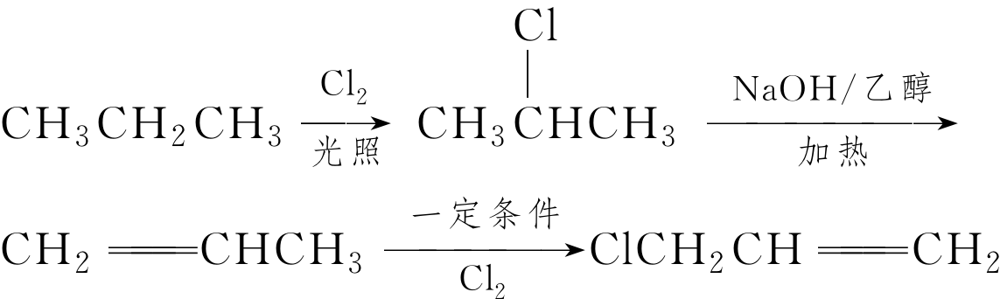 Cl
CH₃CH₂CH₃ Cl₂ 光照 CH₃CHCH₃ NaOH/乙醇 加热
CH₂=CHCH₃ 一定条件 Cl₂ ClCH₂CH=CH₂